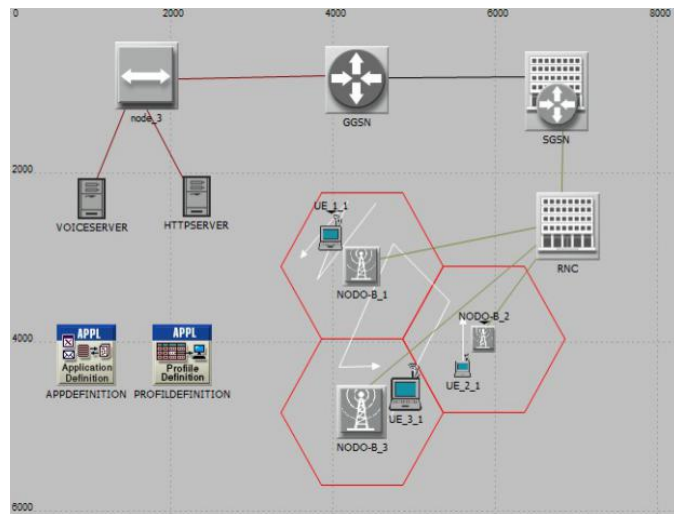 0 2000 4000 6000 8000
node_3
GGSN
SGSN
2000
VOICESERVER
HTTPSERVER
UE_1_1
RNC
NODO-B_1
NODO-B_2
4000
APPL
Application
Definition
APPDEFINITION
APPL
Profile
Definition
PROFILDEFINITION
UE_2_1
UE_3_1
NODO-B_3
6000